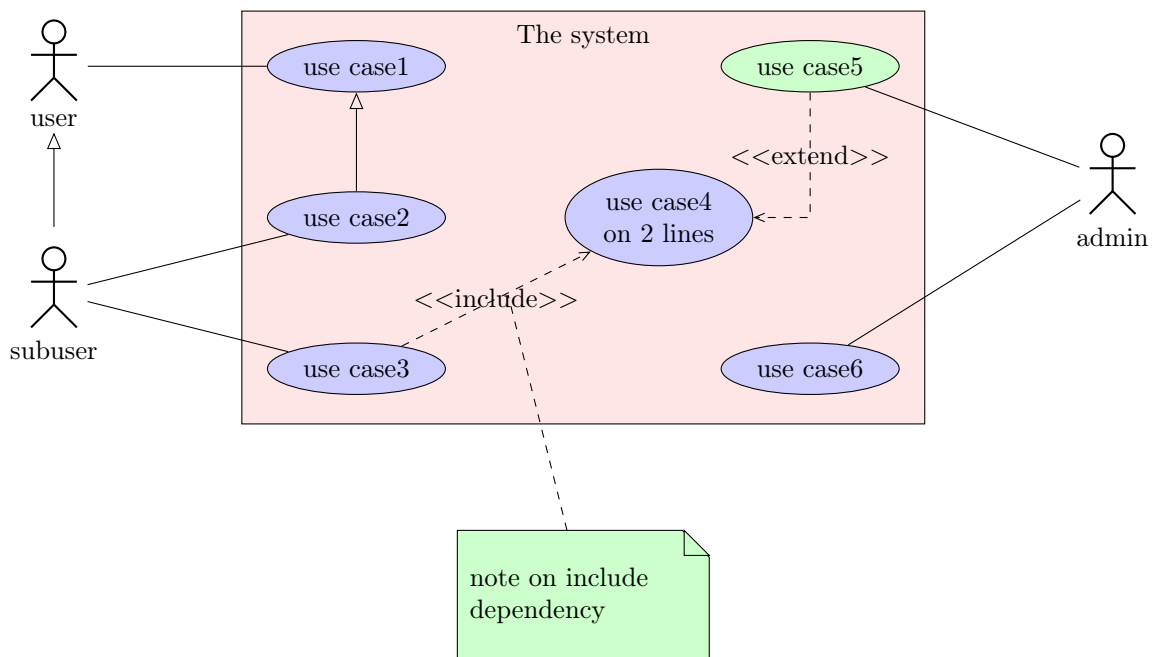 The system
user
use case1
use case5
<<extend>>
use case2
use case4
on 2 lines
admin
<<include>>
subuser
use case3
use case6
note on include
dependency